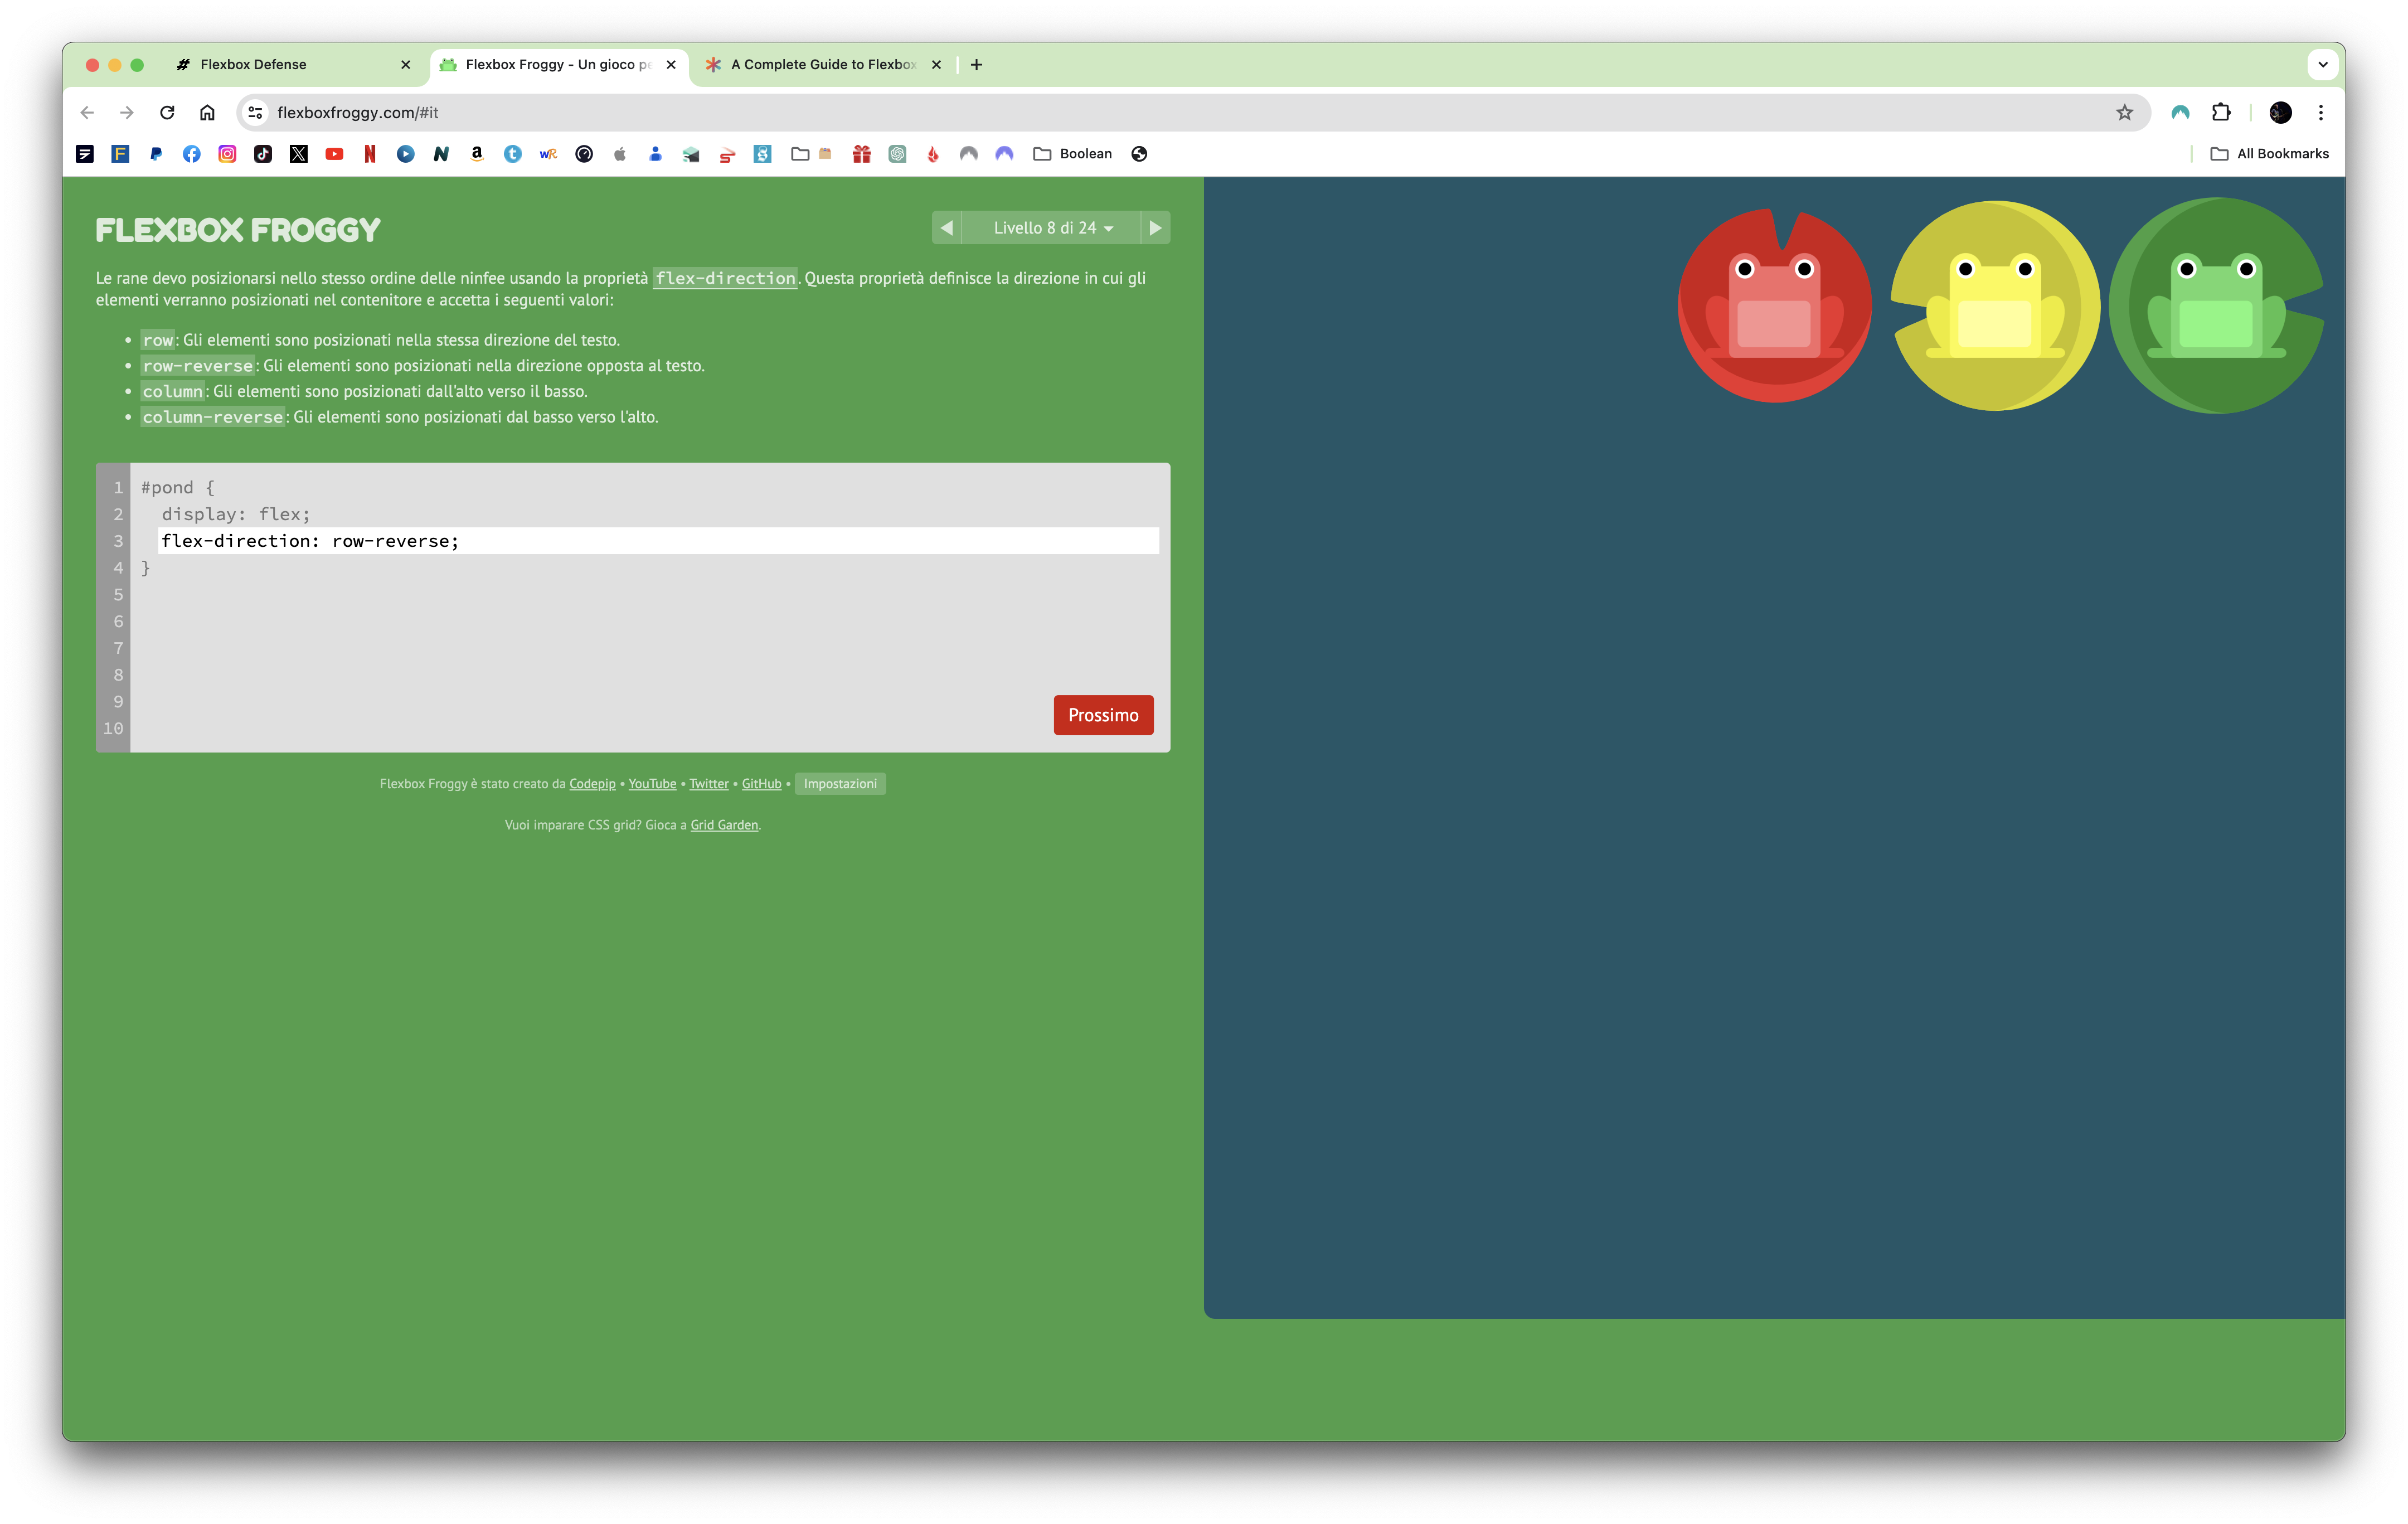 Flexbox Defense
Flexbox Froggy - Un gioco pe
A Complete Guide to Flexbox
flexboxfroggy.com/#it
Boolean
All Bookmarks
FLEXBOX FROGGY
Livello 8 di 24
Le rane devo posizionarsi nello stesso ordine delle ninfee usando la proprietà flex-direction. Questa proprietà definisce la direzione in cui gli
elementi verranno posizionati nel contenitore e accetta i seguenti valori:
• row: Gli elementi sono posizionati nella stessa direzione del testo.
• row-reverse: Gli elementi sono posizionati nella direzione opposta al testo.
• column: Gli elementi sono posizionati dall'alto verso il basso.
• column-reverse: Gli elementi sono posizionati dal basso verso l'alto.
1 #pond {
2 display: flex;
3 flex-direction: row-reverse;
4 }
5
6
7
8
9
10
Prossimo
Flexbox Froggy è stato creato da Codepip • YouTube • Twitter • GitHub • Impostazioni
Vuoi imparare CSS grid? Gioca a Grid Garden.